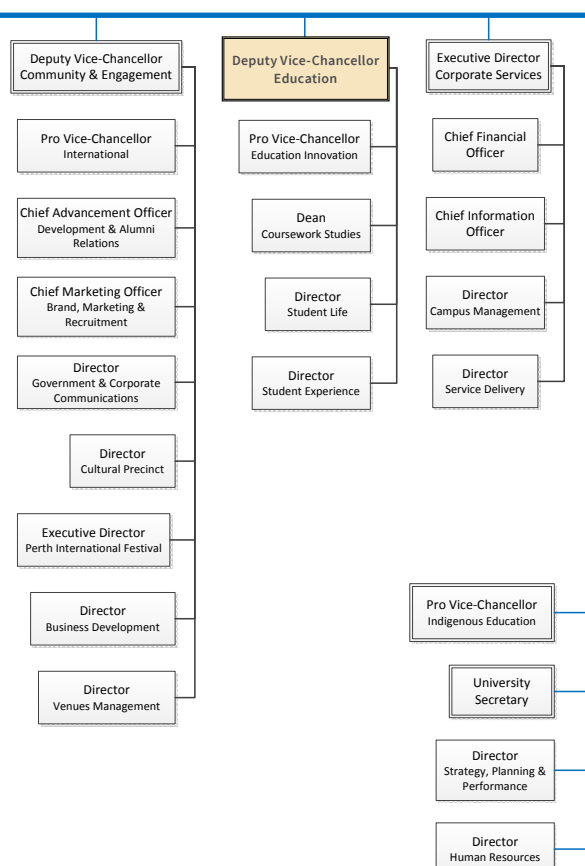 Deputy Vice-Chancellor
Community & Engagement
Pro Vice-Chancellor
International
Chief Advancement Officer
Development & Alumni
Relations
Chief Marketing Officer
Brand, Marketing &
Recruitment
Director
Government & Corporate
Communications
Director
Cultural Precinct
Executive Director
Perth International Festival
Director
Business Development
Director
Venues Management
Deputy Vice-Chancellor
Education
Pro Vice-Chancellor
Education Innovation
Dean
Coursework Studies
Director
Student Life
Director
Student Experience
Executive Director
Corporate Services
Chief Financial
Officer
Chief Information
Officer
Director
Campus Management
Director
Service Delivery
Pro Vice-Chancellor
Indigenous Education
University
Secretary
Director
Strategy, Planning &
Performance
Director
Human Resources